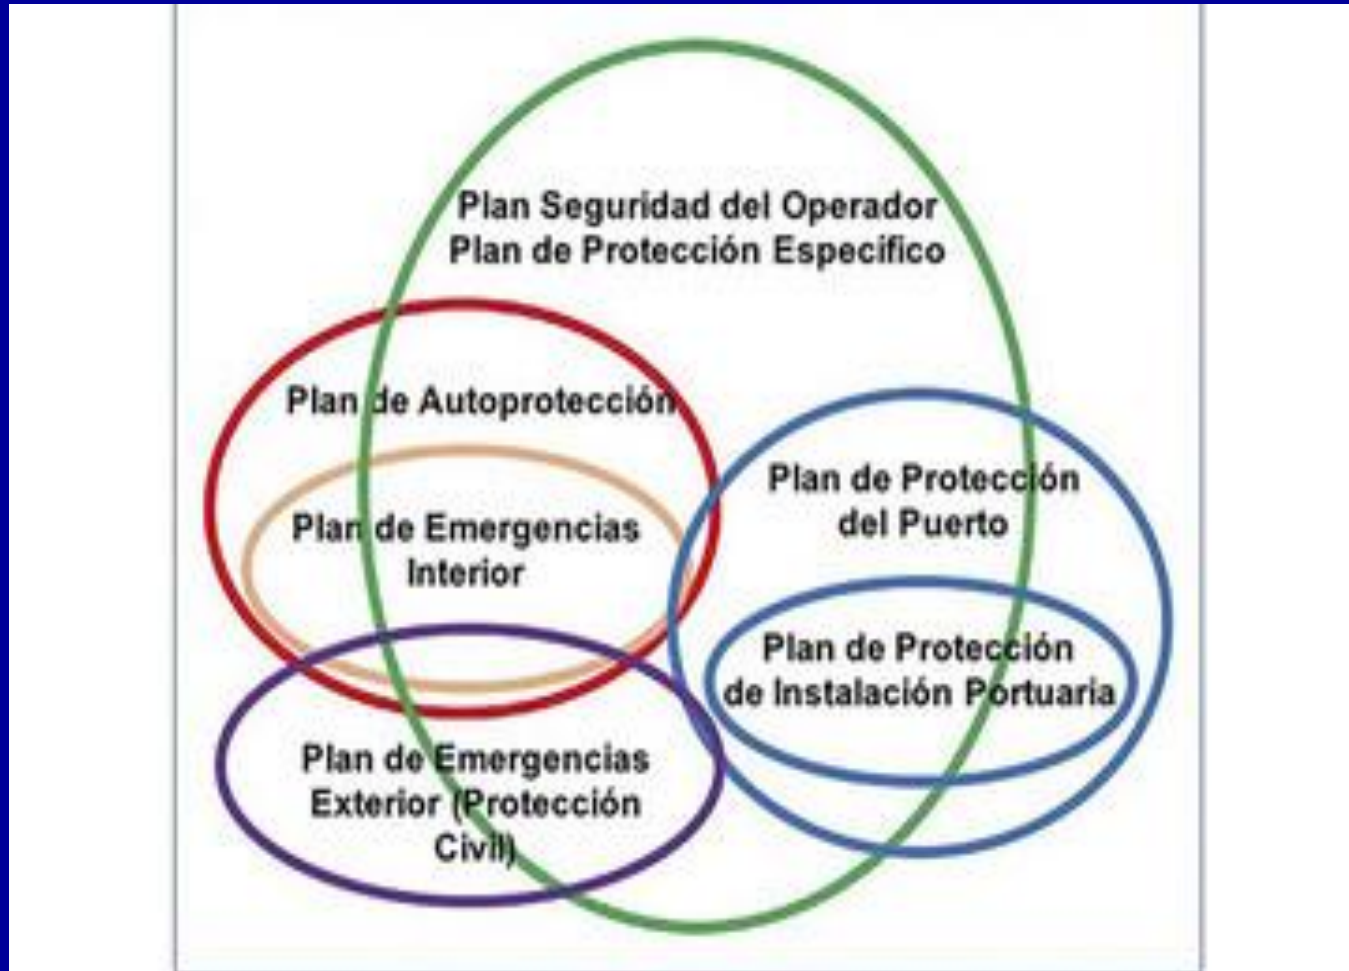 Plan Seguridad del Operador
Plan de Protección Específico
Plan de Autoprotección
Plan de Emergencias
Interior
Plan de Protección
del Puerto
Plan de Protección
de Instalación Portuaria
Plan de Emergencias
Exterior (Protección
Civil)